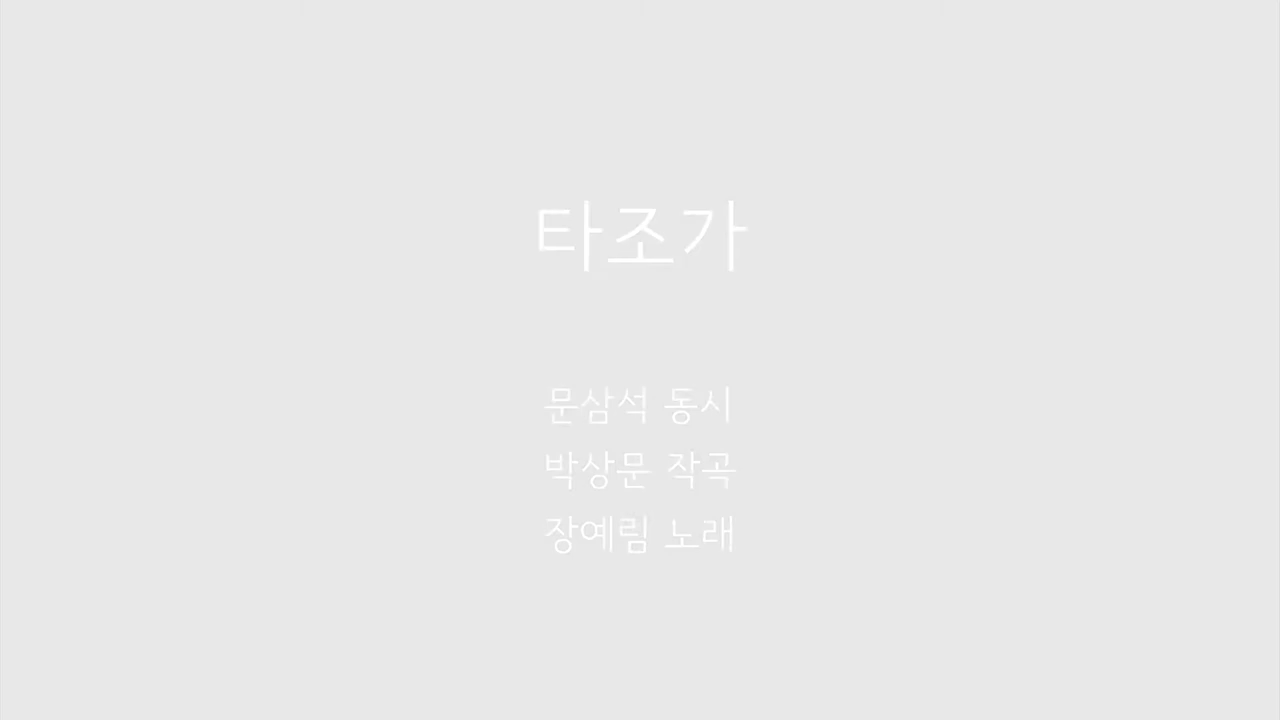 타조가
문삼석 동시
박상문 작곡
장예림 노래